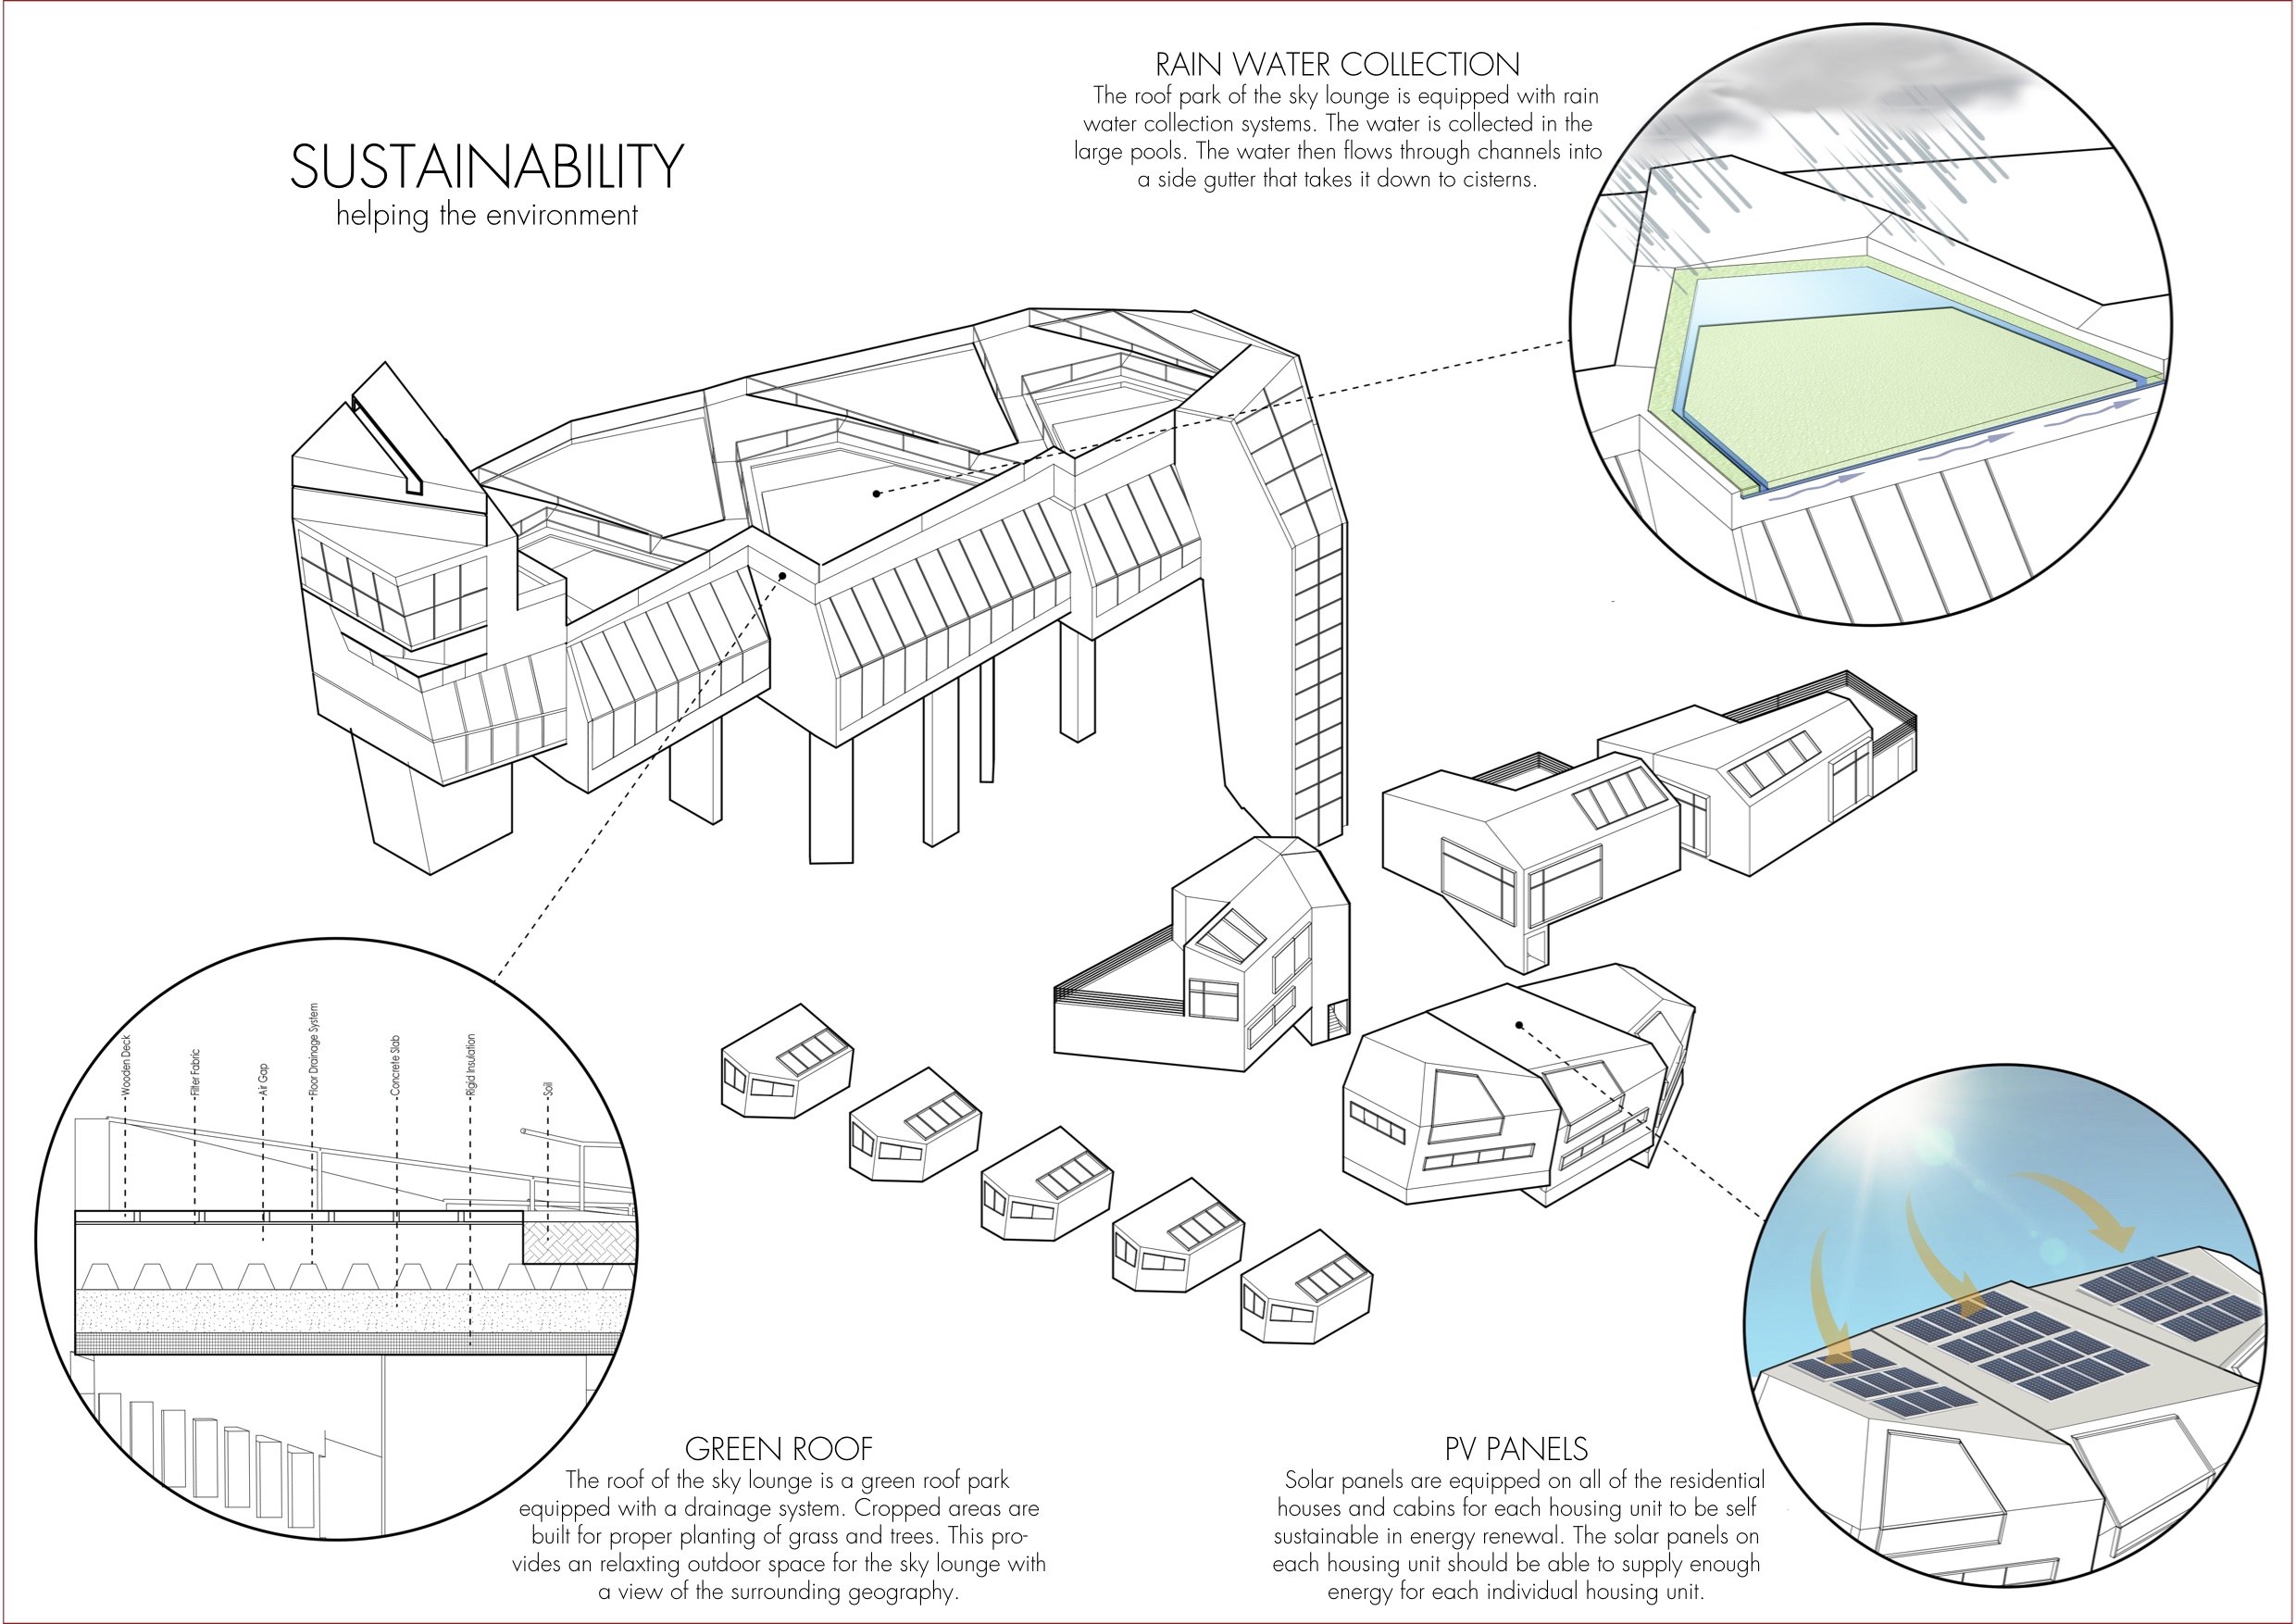 SUSTAINABILITY
helping the environment
RAIN WATER COLLECTION
The roof park of the sky lounge is equipped with rain
water collection systems. The water is collected in the
large pools. The water then flows through channels into
a side gutter that takes it down to cisterns.
Wooden Deck
Filter Fabric
Air Gap
Floor Drainage System
Concrete Slab
Rigid Insulation
Soil
GREEN ROOF
The roof of the sky lounge is a green roof park
equipped with a drainage system. Cropped areas are
built for proper planting of grass and trees. This pro-
vides an relaxting outdoor space for the sky lounge with
a view of the surrounding geography.
PV PANELS
Solar panels are equipped on all of the residential
houses and cabins for each housing unit to be self
sustainable in energy renewal. The solar panels on
each housing unit should be able to supply enough
energy for each individual housing unit.